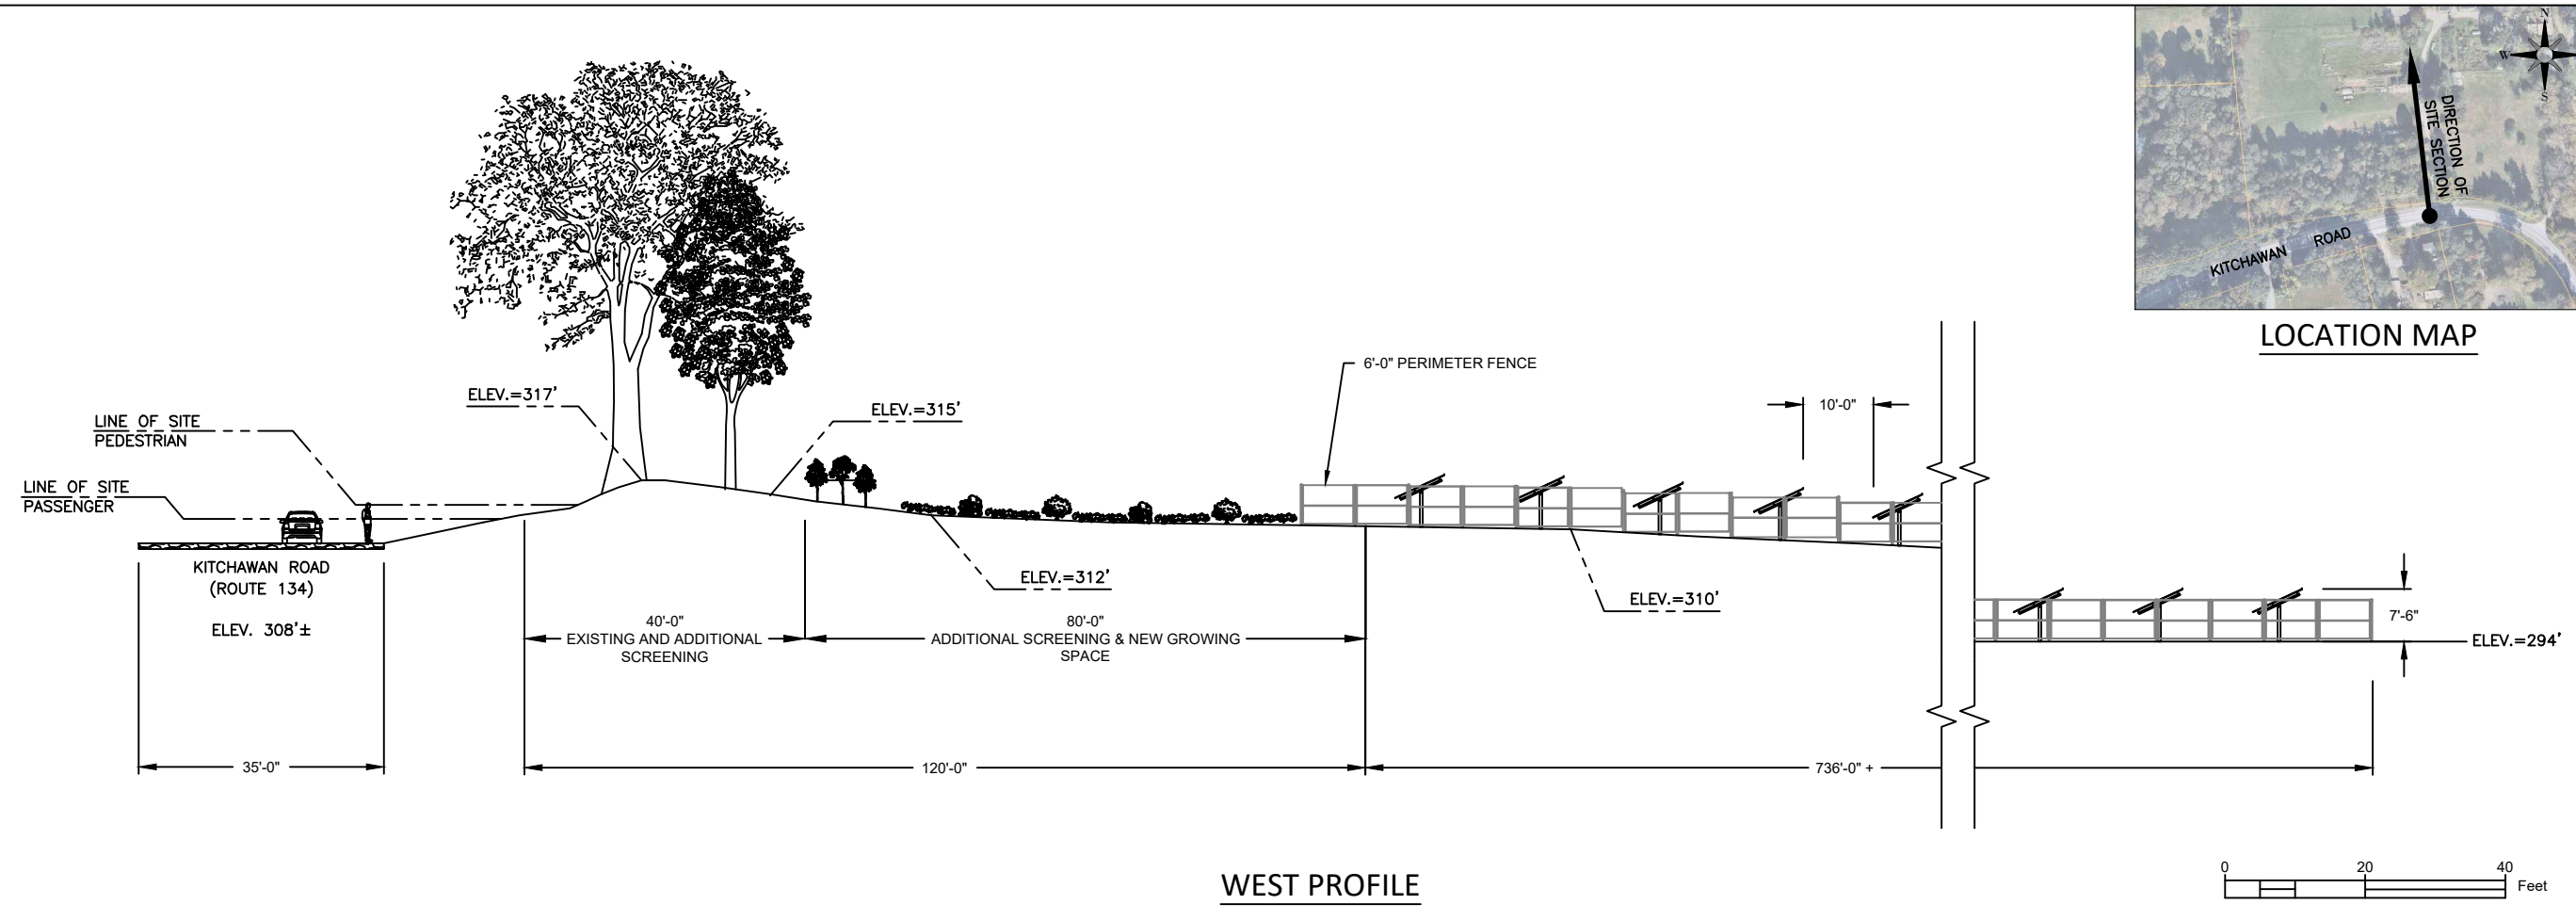 N
W
S
DIRECTION OF
SITE SECTION
KITCHAWAN ROAD
LOCATION MAP
6'-0" PERIMETER FENCE
ELEV.=317'
ELEV.=315'
10'-0"
LINE OF SITE
PEDESTRIAN
LINE OF SITE
PASSENGER
KITCHAWAN ROAD
(ROUTE 134)
ELEV. 308'±
ELEV.=312'
ELEV.=310'
7'-6"
ELEV.=294'
40'-0"
EXISTING AND ADDITIONAL
SCREENING
80'-0"
ADDITIONAL SCREENING & NEW GROWING
SPACE
35'-0"
120'-0"
736'-0" +
WEST PROFILE
0 20 40
Feet